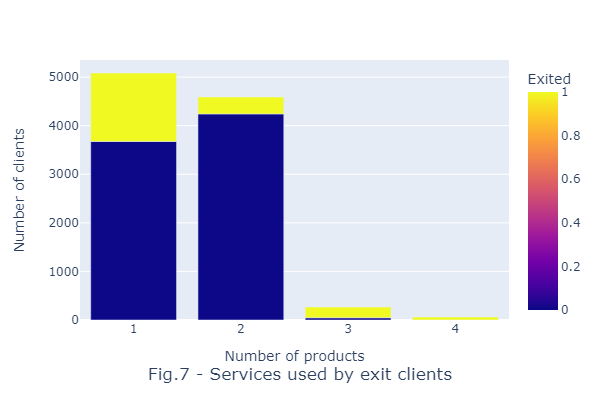 Exited
5000
4000
3000
2000
1000
0
Number of clients
1
0.8
0.6
0.4
0.2
0
1 2 3 4
Number of products
Fig.7 - Services used by exit clients